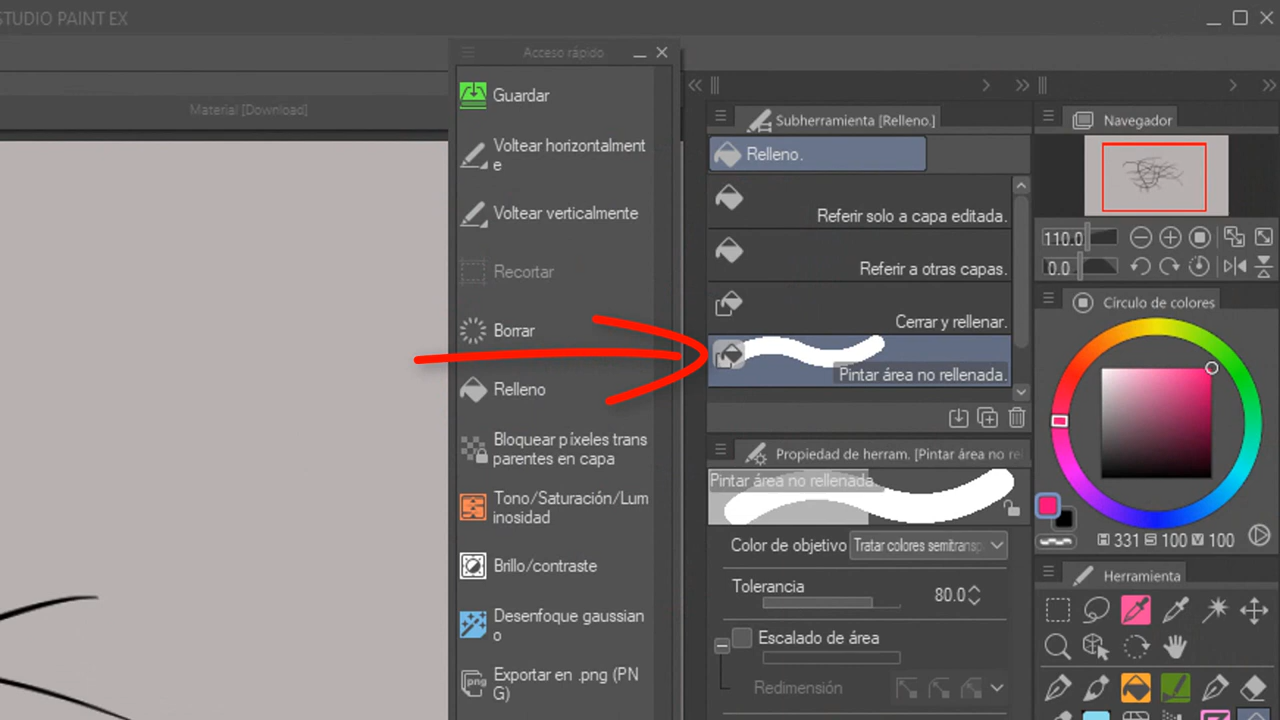 STUDIO PAINT EX
Acceso rápido
Material [Download]
Guardar
Voltear horizontalment
e
Voltear verticalmente
Recortar
Borrar
Relleno
Bloquear píxeles trans
parentes en capa
Tono/Saturación/Lum
inosidad
Brillo/contraste
Desenfoque gaussian
o
Exportar en .png (PN
G)
png
Subherramienta [Relleno.]
Relleno.
Referir solo a capa editada.
Referir a otras capas.
Cerrar y rellenar.
Pintar área no rellenada.
Propiedad de herram. [Pintar área no rel
Pintar área no rellenada.
Color de objetivo
Tratar colores semitransp
Tolerancia
80.0
Escalado de área
Redimensión
Navegador
110.0
0.0
Círculo de colores
H 331 S 100 V 100
Herramienta